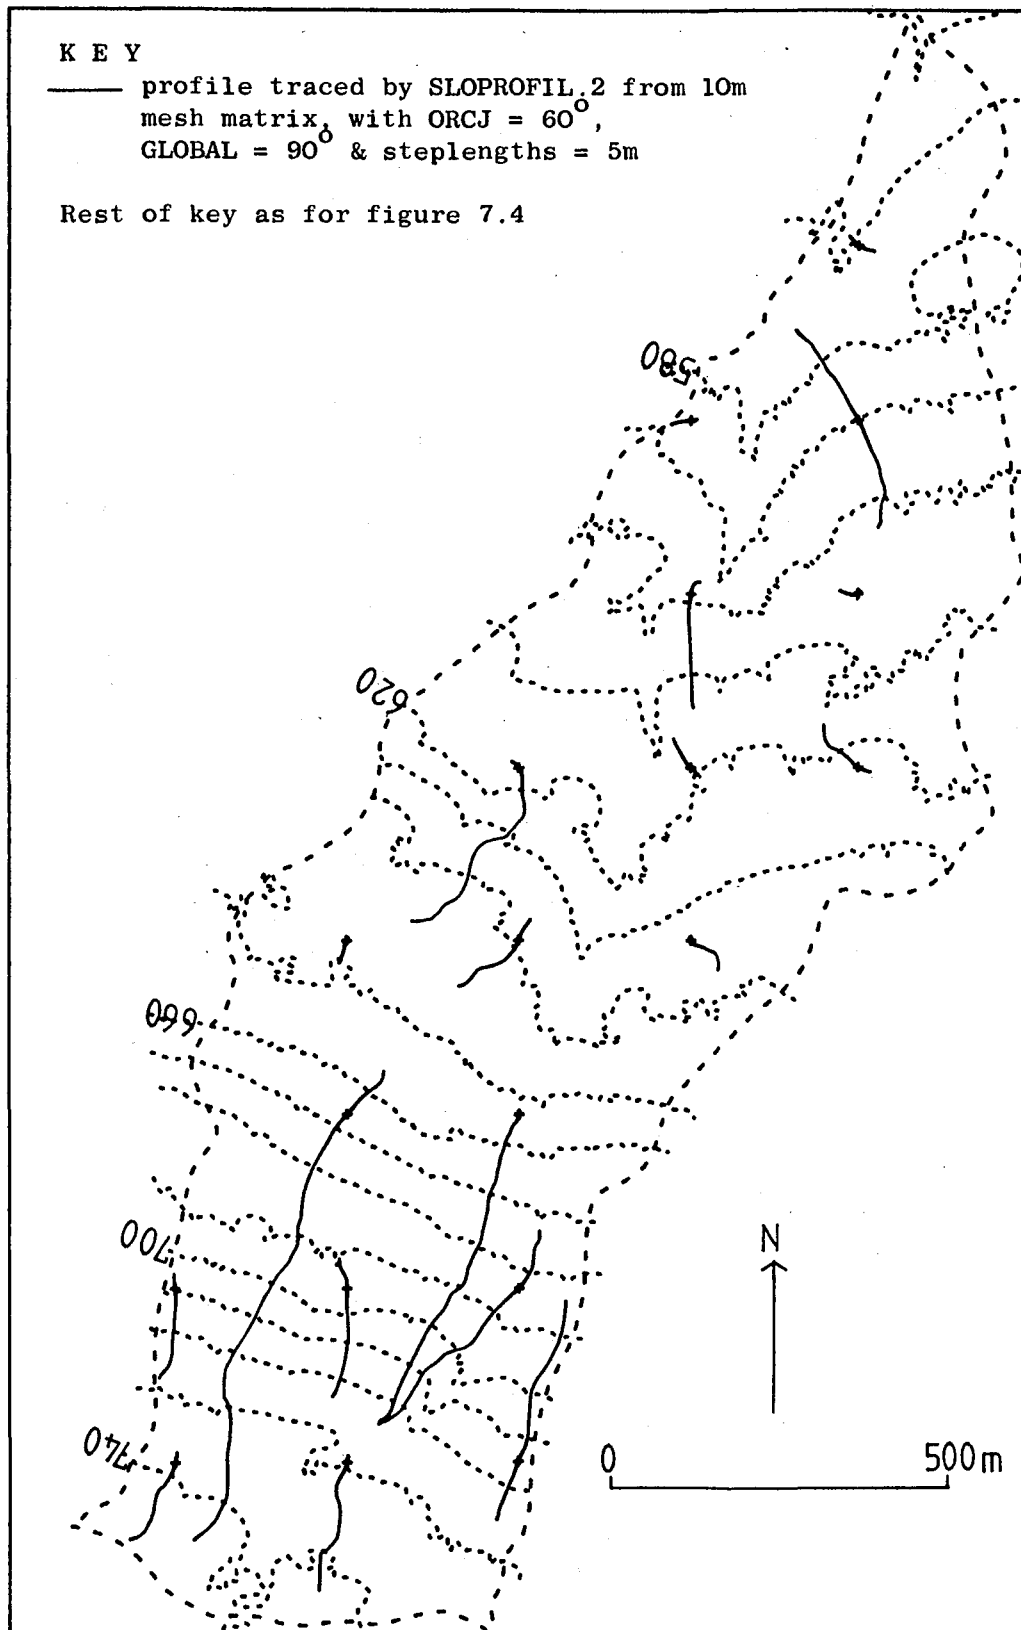 K E Y
profile traced by SLOPROFIL.2 from 10m
mesh matrix, with ORCJ = 60°,
GLOBAL = 90° & steplengths = 5m
Rest of key as for figure 7.4
580
620
660
700
N
740
0 500m